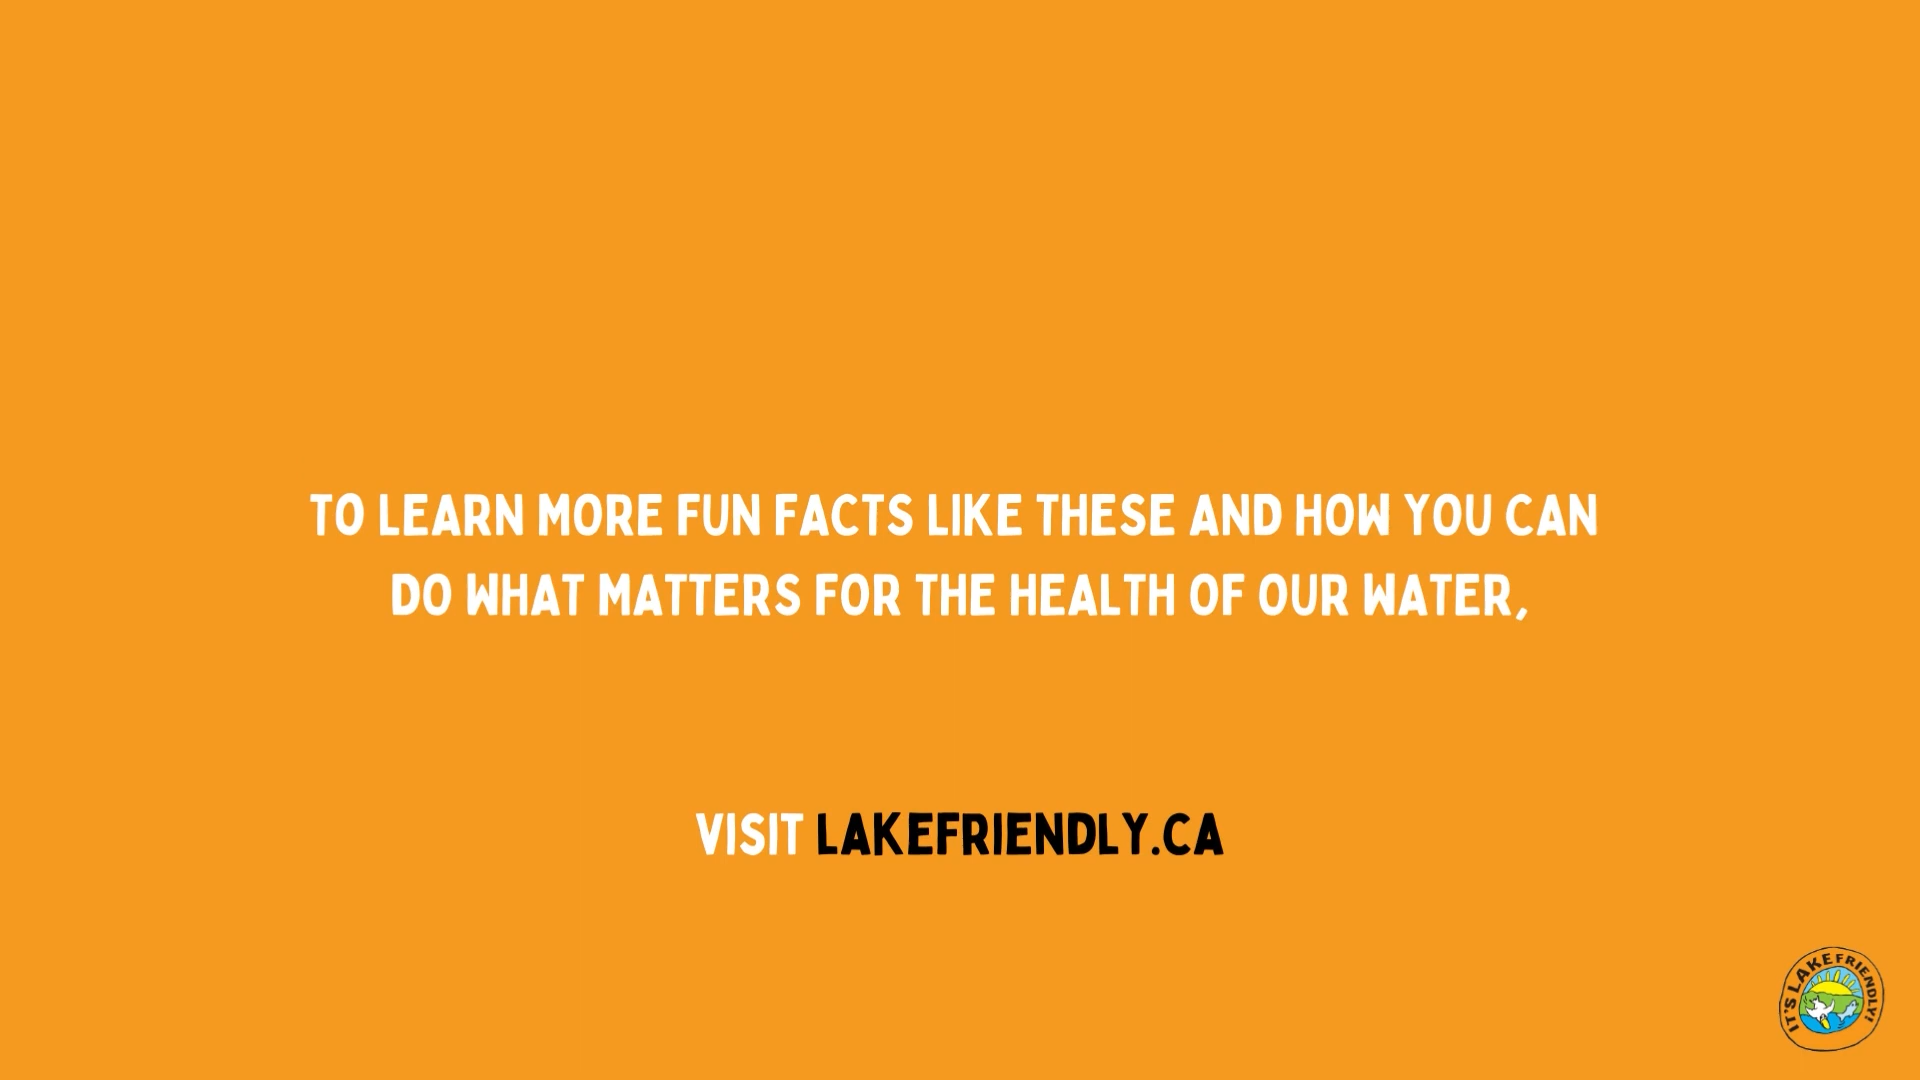 TO LEARN MORE FUN FACTS LIKE THESE AND HOW YOU CAN
DO WHAT MATTERS FOR THE HEALTH OF OUR WATER,
VISIT LAKEFRIENDLY.CA
IT'S LAKEFRIENDLY!